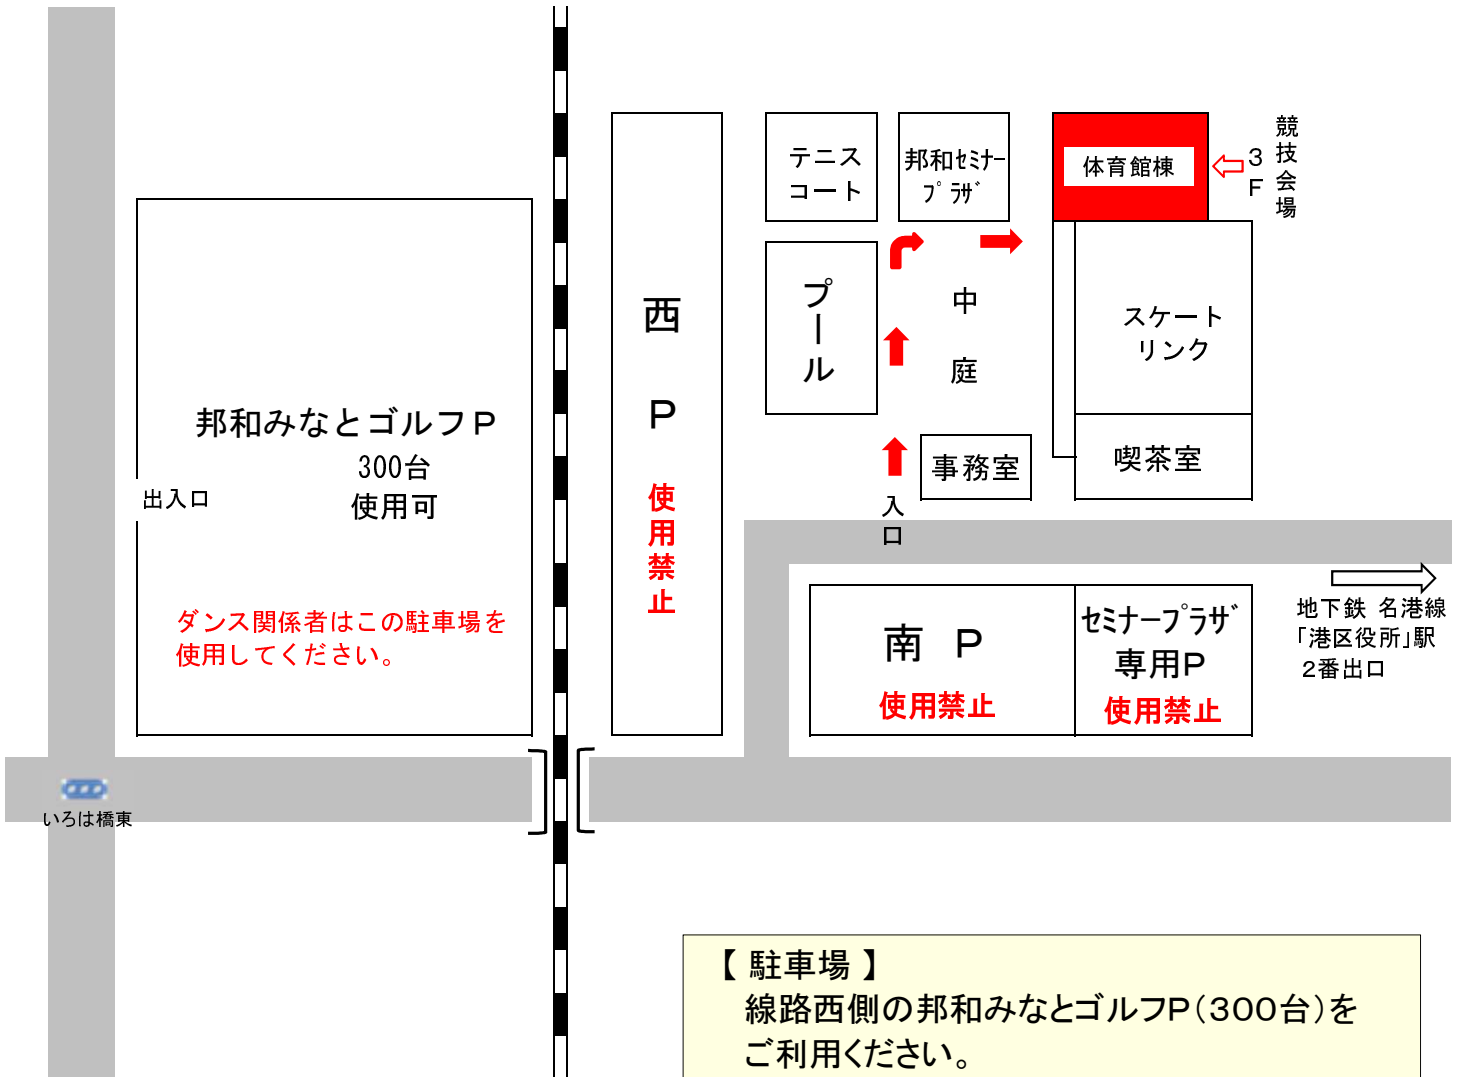 邦和みなとゴルフＰ
300台
使用可
出入口
ダンス関係者はこの駐車場を
使用してください。
西　Ｐ　使用禁止
テニス
コート
邦和ｾﾐﾅｰ
ﾌﾟﾗｻﾞ
体育館棟
３Ｆ
競技会場
プール
中庭
スケート
リンク
喫茶室
事務室
入口
南　Ｐ
使用禁止
セミナープラザ
専用Ｐ
使用禁止
地下鉄 名港線
「港区役所」駅
２番出口
いろは橋東
【 駐車場 】
線路西側の邦和みなとゴルフＰ（３００台）を
ご利用ください。